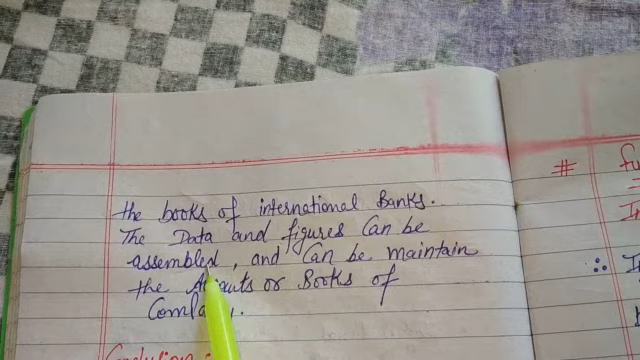 the books of international Banks.
The Data and figures Can be
assembled, and Can be maintain
the or Books of
Conclusion :
#